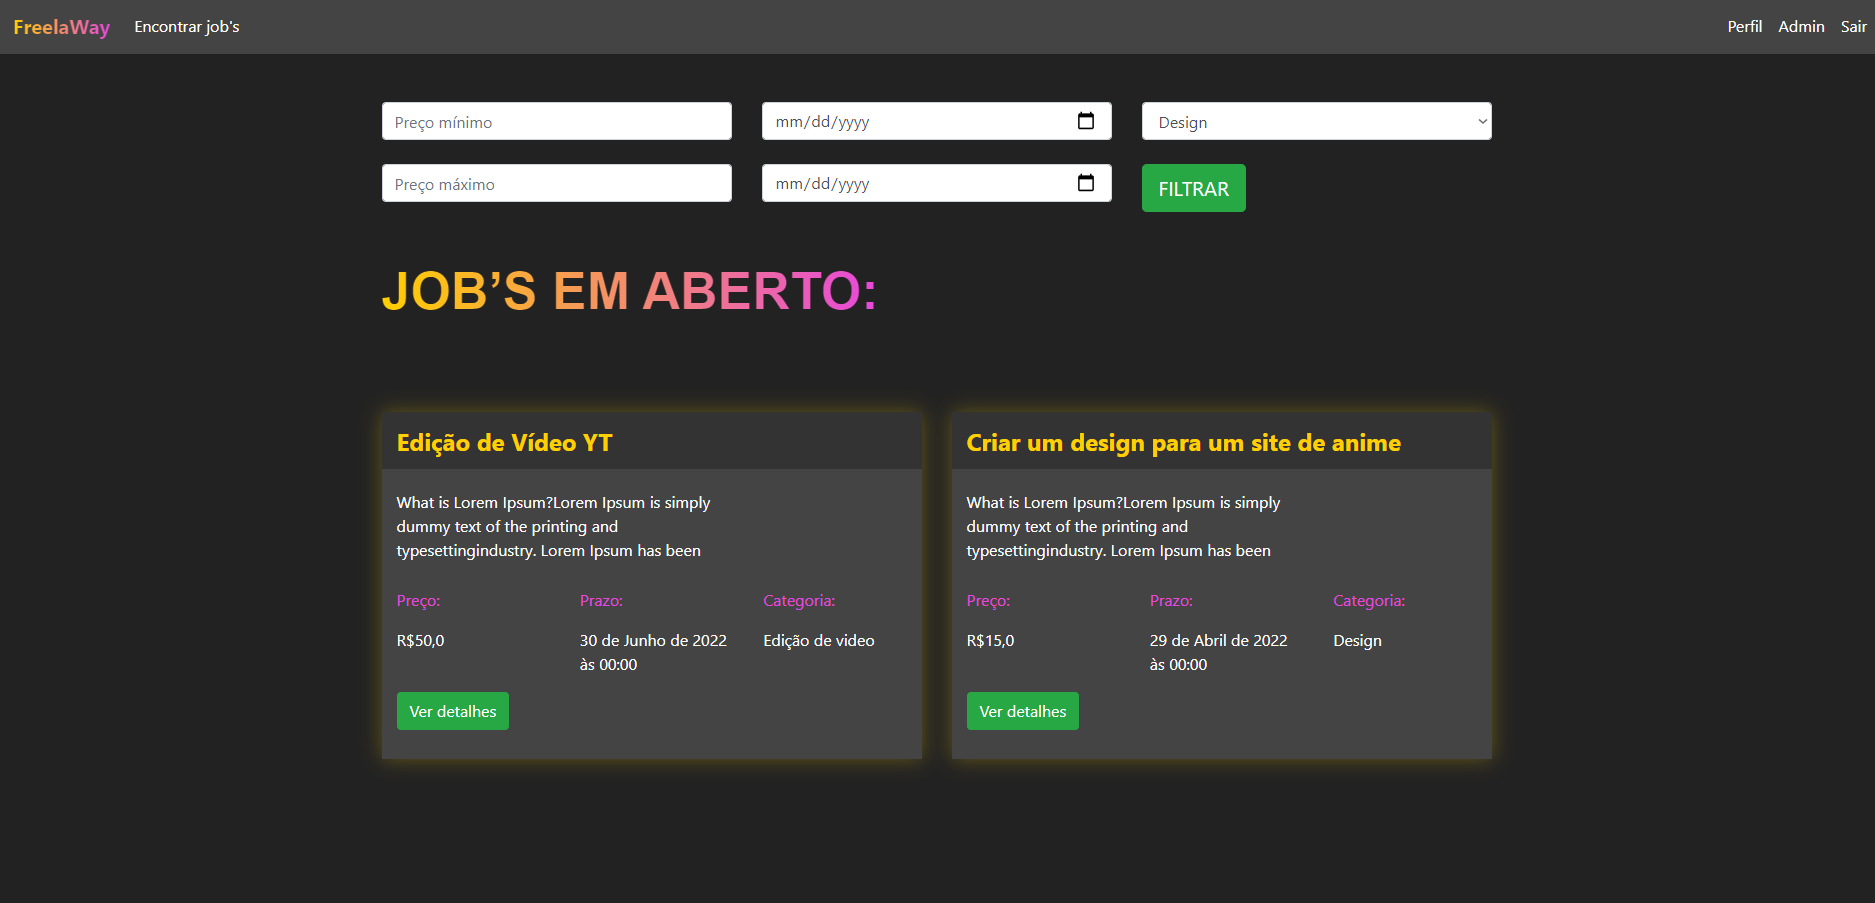 FreelaWay Encontrar job's Perfil Admin Sair
Preço mínimo mm/dd/yyyy Design
Preço máximo mm/dd/yyyy FILTRAR
JOB’S EM ABERTO:
Edição de Vídeo YT
What is Lorem Ipsum?Lorem Ipsum is simply
dummy text of the printing and
typesettingindustry. Lorem Ipsum has been
Preço: Prazo: Categoria:
R$50,0 30 de Junho de 2022 Edição de video
às 00:00
Ver detalhes
Criar um design para um site de anime
What is Lorem Ipsum?Lorem Ipsum is simply
dummy text of the printing and
typesettingindustry. Lorem Ipsum has been
Preço: Prazo: Categoria:
R$15,0 29 de Abril de 2022 Design
às 00:00
Ver detalhes